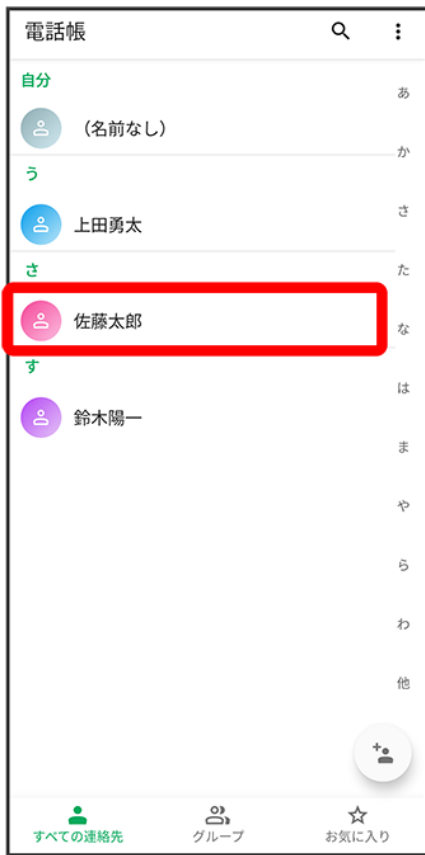 電話帳
自分
あ
(名前なし)
か
う
上田勇太
さ
さ
た
佐藤太郎
な
す
は
鈴木陽一
ま
や
ら
わ
他
すべての連絡先 グループ お気に入り